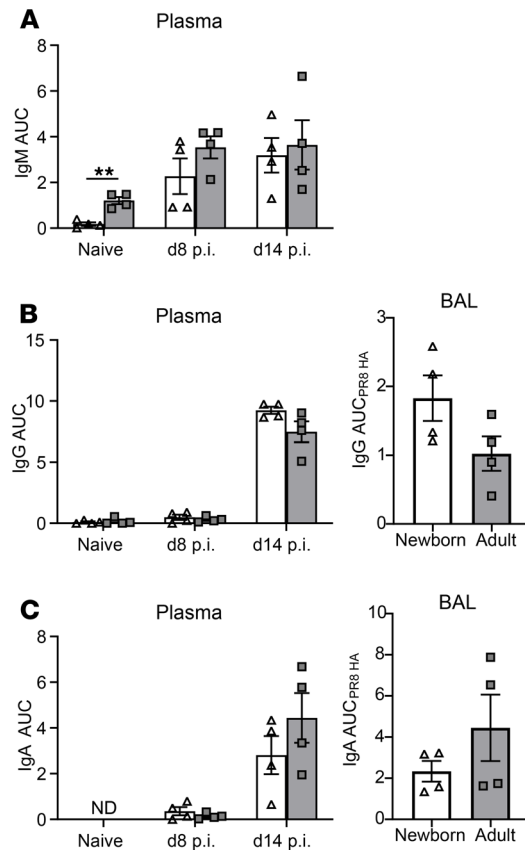 A
Plasma
IgM AUC
8
6
4
2
0
**
Naive d8 p.i. d14 p.i.
B
Plasma
IgG AUC
15
10
5
0
Naive d8 p.i. d14 p.i.
BAL
IgG AUCPR8 HA
3
2
1
0
Newborn Adult
C
Plasma
IgA AUC
8
6
4
2
0
ND
Naive d8 p.i. d14 p.i.
BAL
IgA AUCPR8 HA
10
8
6
4
2
0
Newborn Adult